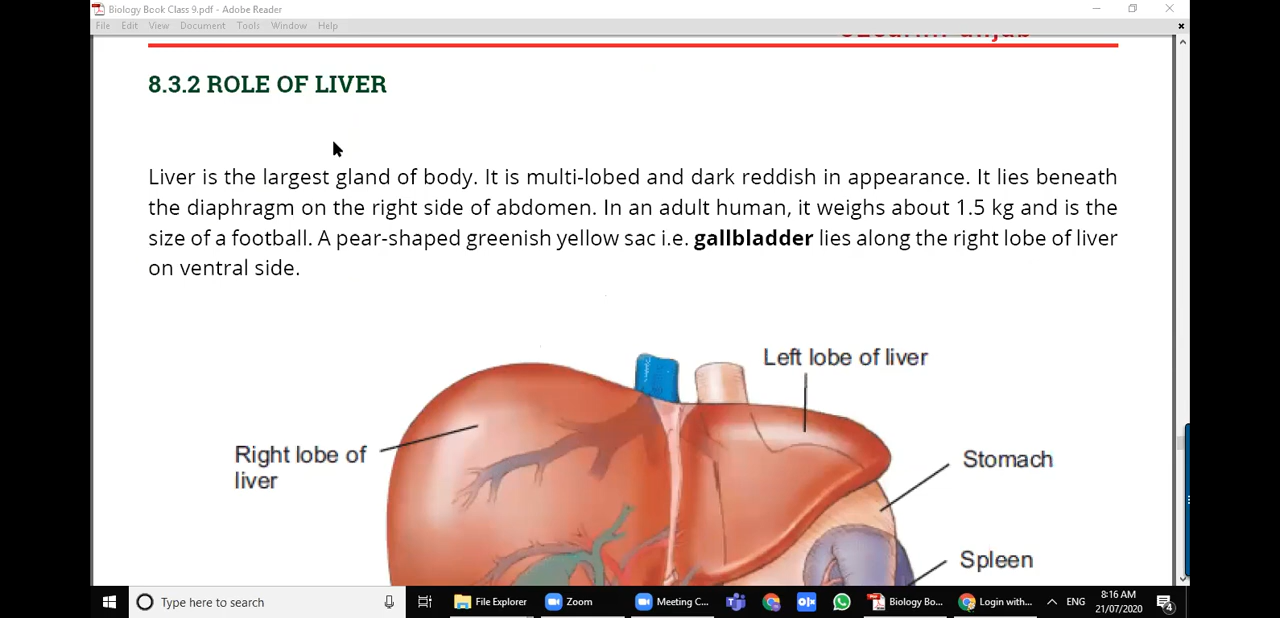 Biology Book Class 9.pdf - Adobe Reader
File Edit View Document Tools Window Help
8.3.2 ROLE OF LIVER
Liver is the largest gland of body. It is multi-lobed and dark reddish in appearance. It lies beneath
the diaphragm on the right side of abdomen. In an adult human, it weighs about 1.5 kg and is the
size of a football. A pear-shaped greenish yellow sac i.e. gallbladder lies along the right lobe of liver
on ventral side.
Left lobe of liver
Right lobe of
liver
Stomach
Spleen
Type here to search
File Explorer
Zoom
Meeting C...
Biology Bo...
Login with...
ENG
8:16 AM
21/07/2020
4